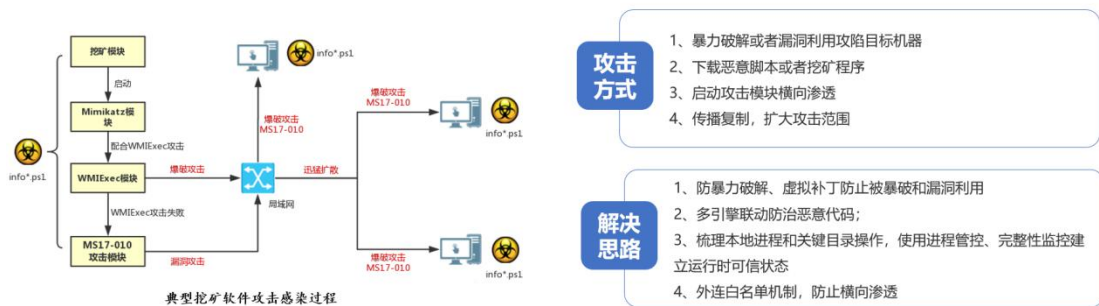 挖矿模块
启动
Mimikatz模
块
配合WMIExec攻击
info*.ps1
WMIExec模块
WMIExec攻击失败
MS17-010
攻击模块
爆破攻击
漏洞攻击
局域网
爆破攻击
MS17-010
info*.ps1
迅猛扩散
爆破攻击
MS17-010
info*.ps1
爆破攻击
MS17-010
info*.ps1
典型挖矿软件攻击感染过程
攻击
方式
1、暴力破解或者漏洞利用攻陷目标机器
2、下载恶意脚本或者挖矿程序
3、启动攻击模块横向渗透
4、传播复制，扩大攻击范围
解决
思路
1、防暴力破解、虚拟补丁防止被暴破和漏洞利用
2、多引擎联动防治恶意代码；
3、梳理本地进程和关键目录操作，使用进程管控、完整性监控建
立运行时可信状态
4、外连白名单机制，防止横向渗透